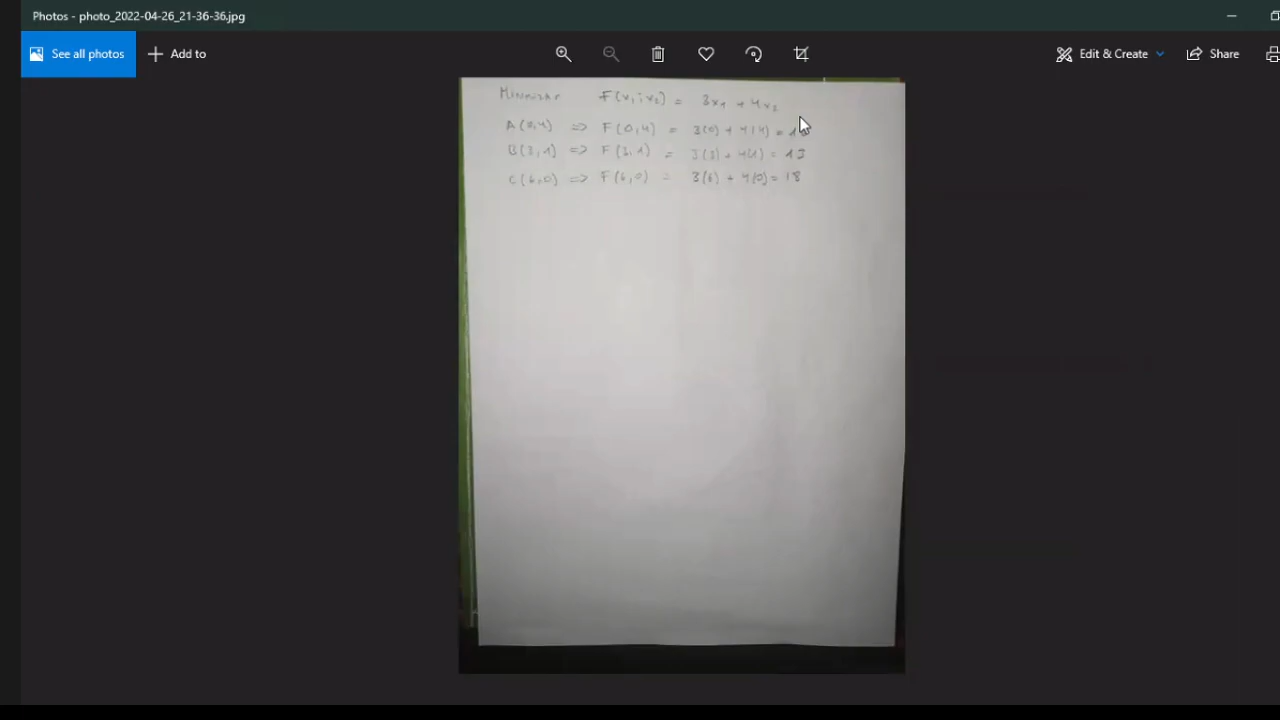 Photos - photo_2022-04-26_21-36-36.jpg
See all photos
Add to
Edit & Create
Share
Minimizar F(x₁;x₂) = 3x₁ + 4x₂
A(0,4) => F(0,4) = 3(0) + 4(4) =
B(3,1) => F(3,1) = 3(3) + 4(1) = 13
C(6,0) => F(6,0) = 3(6) + 4(0) = 18